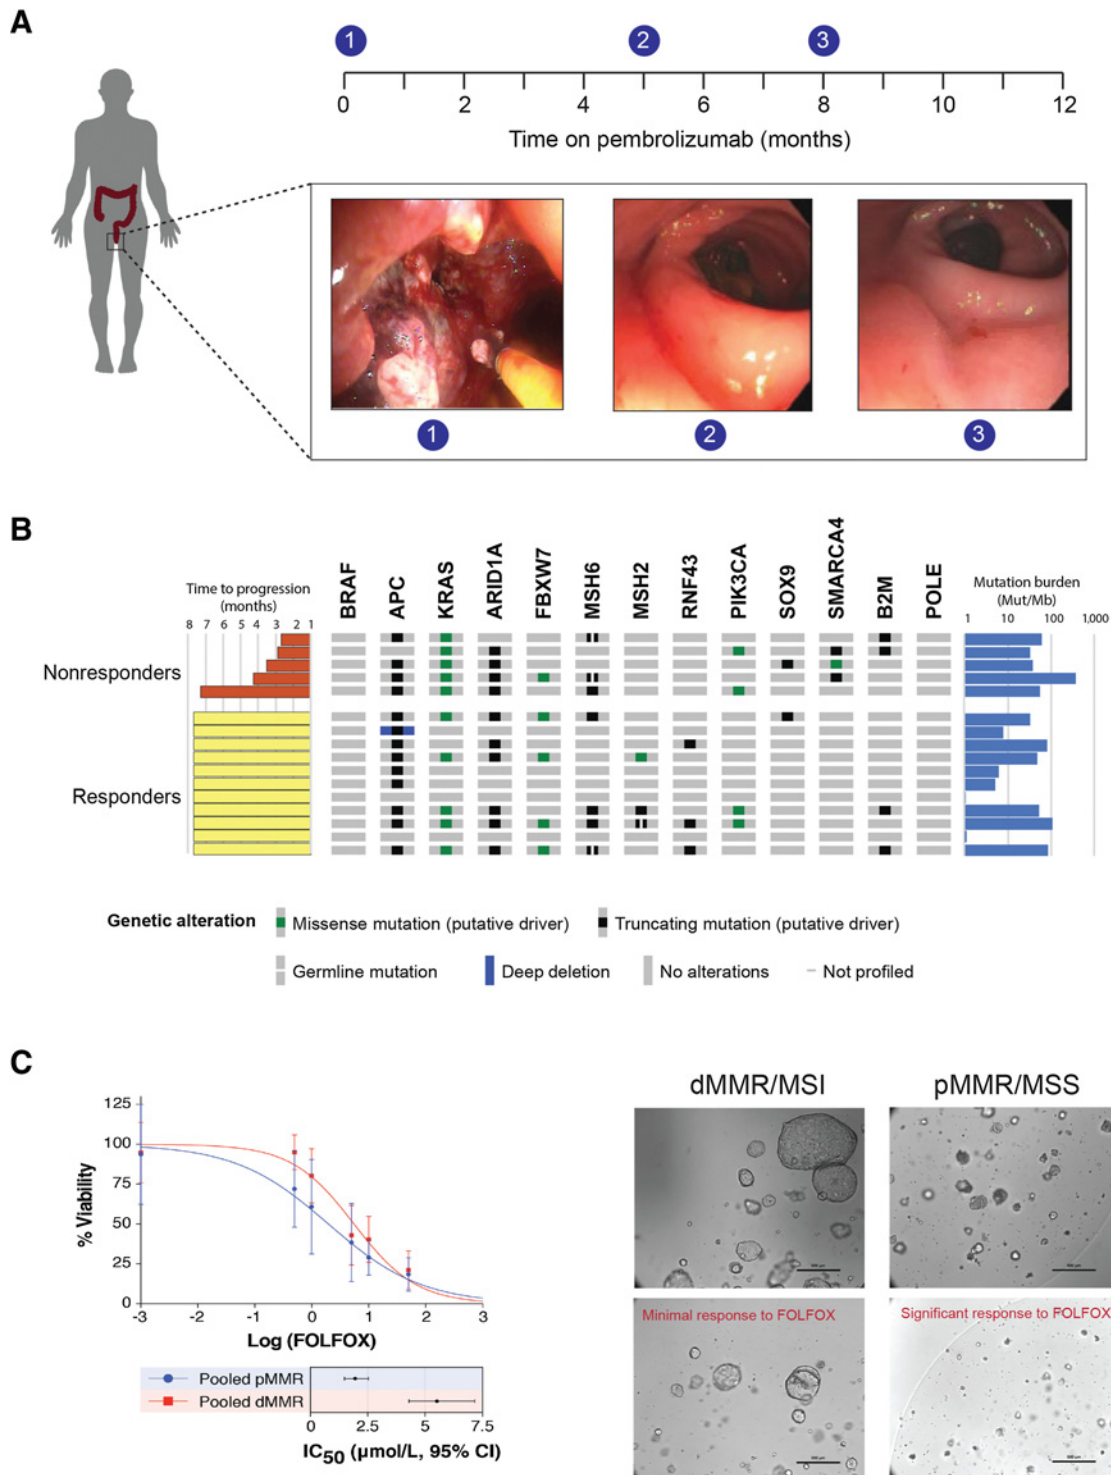 A
1 2 3
0 2 4 6 8 10 12
Time on pembrolizumab (months)
1 2 3
B
BRAF APC KRAS ARID1A FBXW7 MSH6 MSH2 RNF43 PIK3CA SOX9 SMARCA4 B2M POLE
Time to progression
(months)
8 7 6 5 4 3 2 1
Mutation burden
(Mut/Mb)
1 10 100 1,000
Nonresponders
Responders
Genetic alteration
Missense mutation (putative driver)
Truncating mutation (putative driver)
Germline mutation
Deep deletion
No alterations
Not profiled
C
125
100
75
50
25
0
% Viability
-3 -2 -1 0 1 2 3
Log (FOLFOX)
Pooled pMMR
Pooled dMMR
0 2.5 5 7.5
IC50 (µmol/L, 95% CI)
dMMR/MSI
pMMR/MSS
Minimal response to FOLFOX
Significant response to FOLFOX